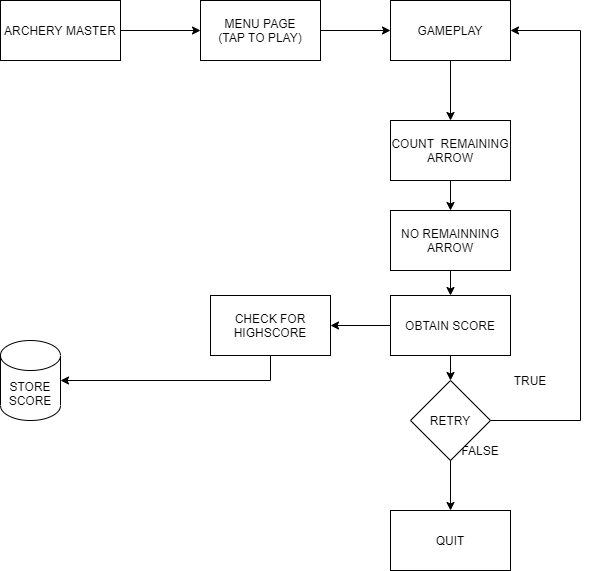 ARCHERY MASTER
MENU PAGE
(TAP TO PLAY)
GAMEPLAY
COUNT REMAINING
ARROW
NO REMAINNING
ARROW
CHECK FOR
HIGHSCORE
OBTAIN SCORE
STORE
SCORE
TRUE
RETRY
FALSE
QUIT